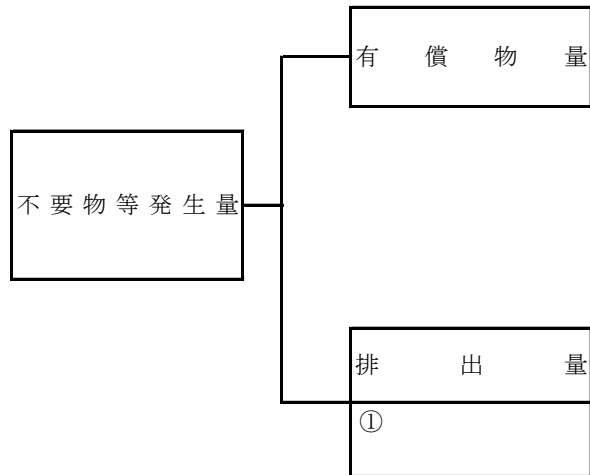 有償物量
不要物等発生量
排出量
①